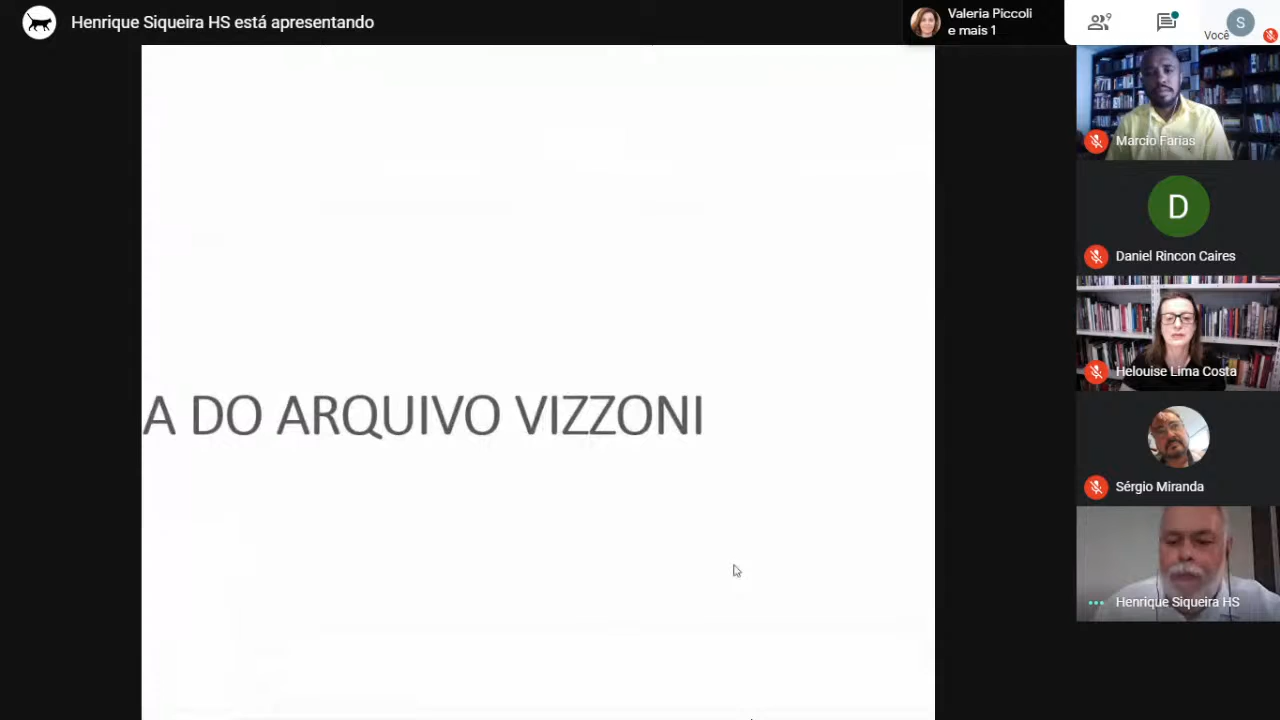 Henrique Siqueira HS está apresentando
Valeria Piccoli
e mais 1
9
S
Você
Marcio Farias
D
Daniel Rincon Caires
Helouise Lima Costa
Sérgio Miranda
Henrique Siqueira HS
A DO ARQUIVO VIZZONI